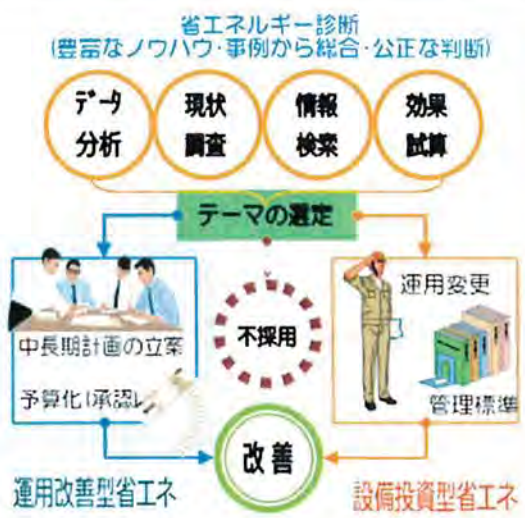 省エネルギー診断
(豊富なノウハウ・事例から総合・公正な判断)
データ
分析
現状
調査
情報
検索
効果
試算
テーマの選定
中長期計画の立案
予算化(承認)
不採用
運用変更
管理標準
改善
運用改善型省エネ
設備投資型省エネ